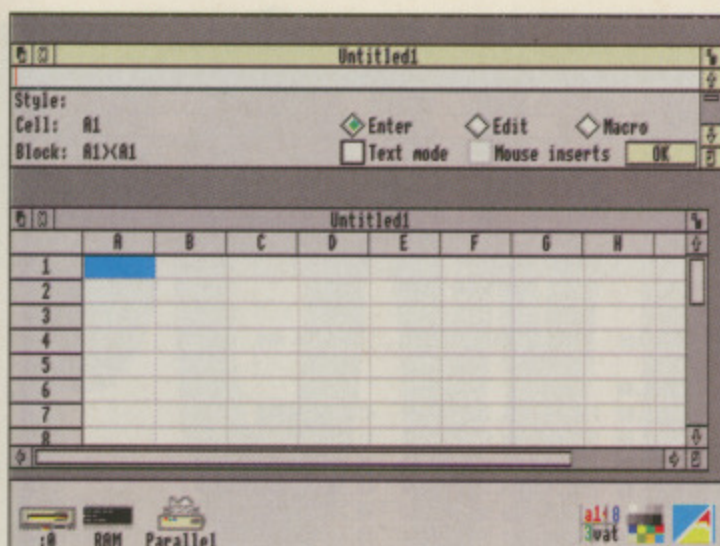 Untitled1
Style:
Cell: A1
Enter Edit Macro
Block: A1><A1
Text mode Mouse inserts OK
Untitled1
A B C D E F G H
1
2
3
4
5
6
7
8
:0 RAM Parallel